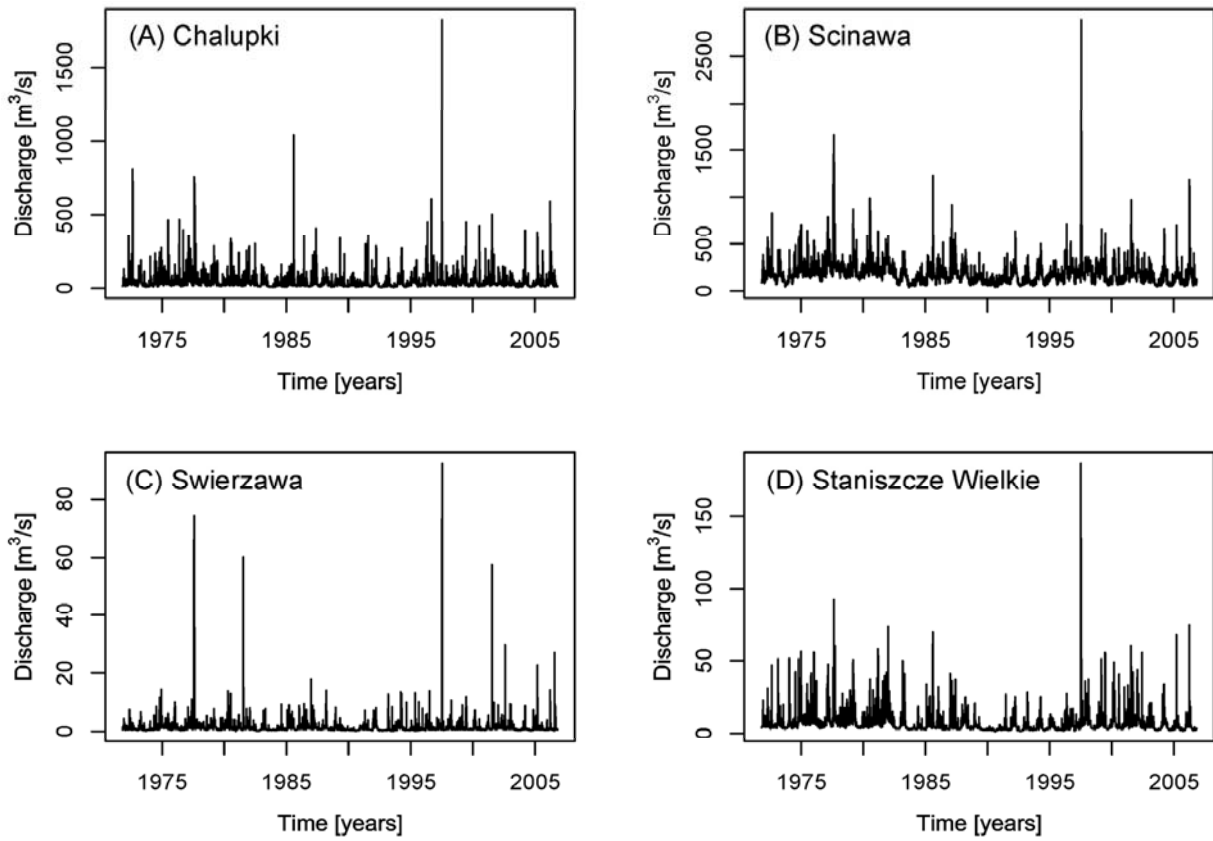 (A) Chalupki
Discharge [m³/s]
1500
1000
500
0
1975
1985
1995
2005
Time [years]
(B) Scinawa
Discharge [m³/s]
2500
1500
500
0
1975
1985
1995
2005
Time [years]
(C) Swierzawa
Discharge [m³/s]
80
60
40
20
0
1975
1985
1995
2005
Time [years]
(D) Staniszcze Wielkie
Discharge [m³/s]
150
100
50
0
1975
1985
1995
2005
Time [years]